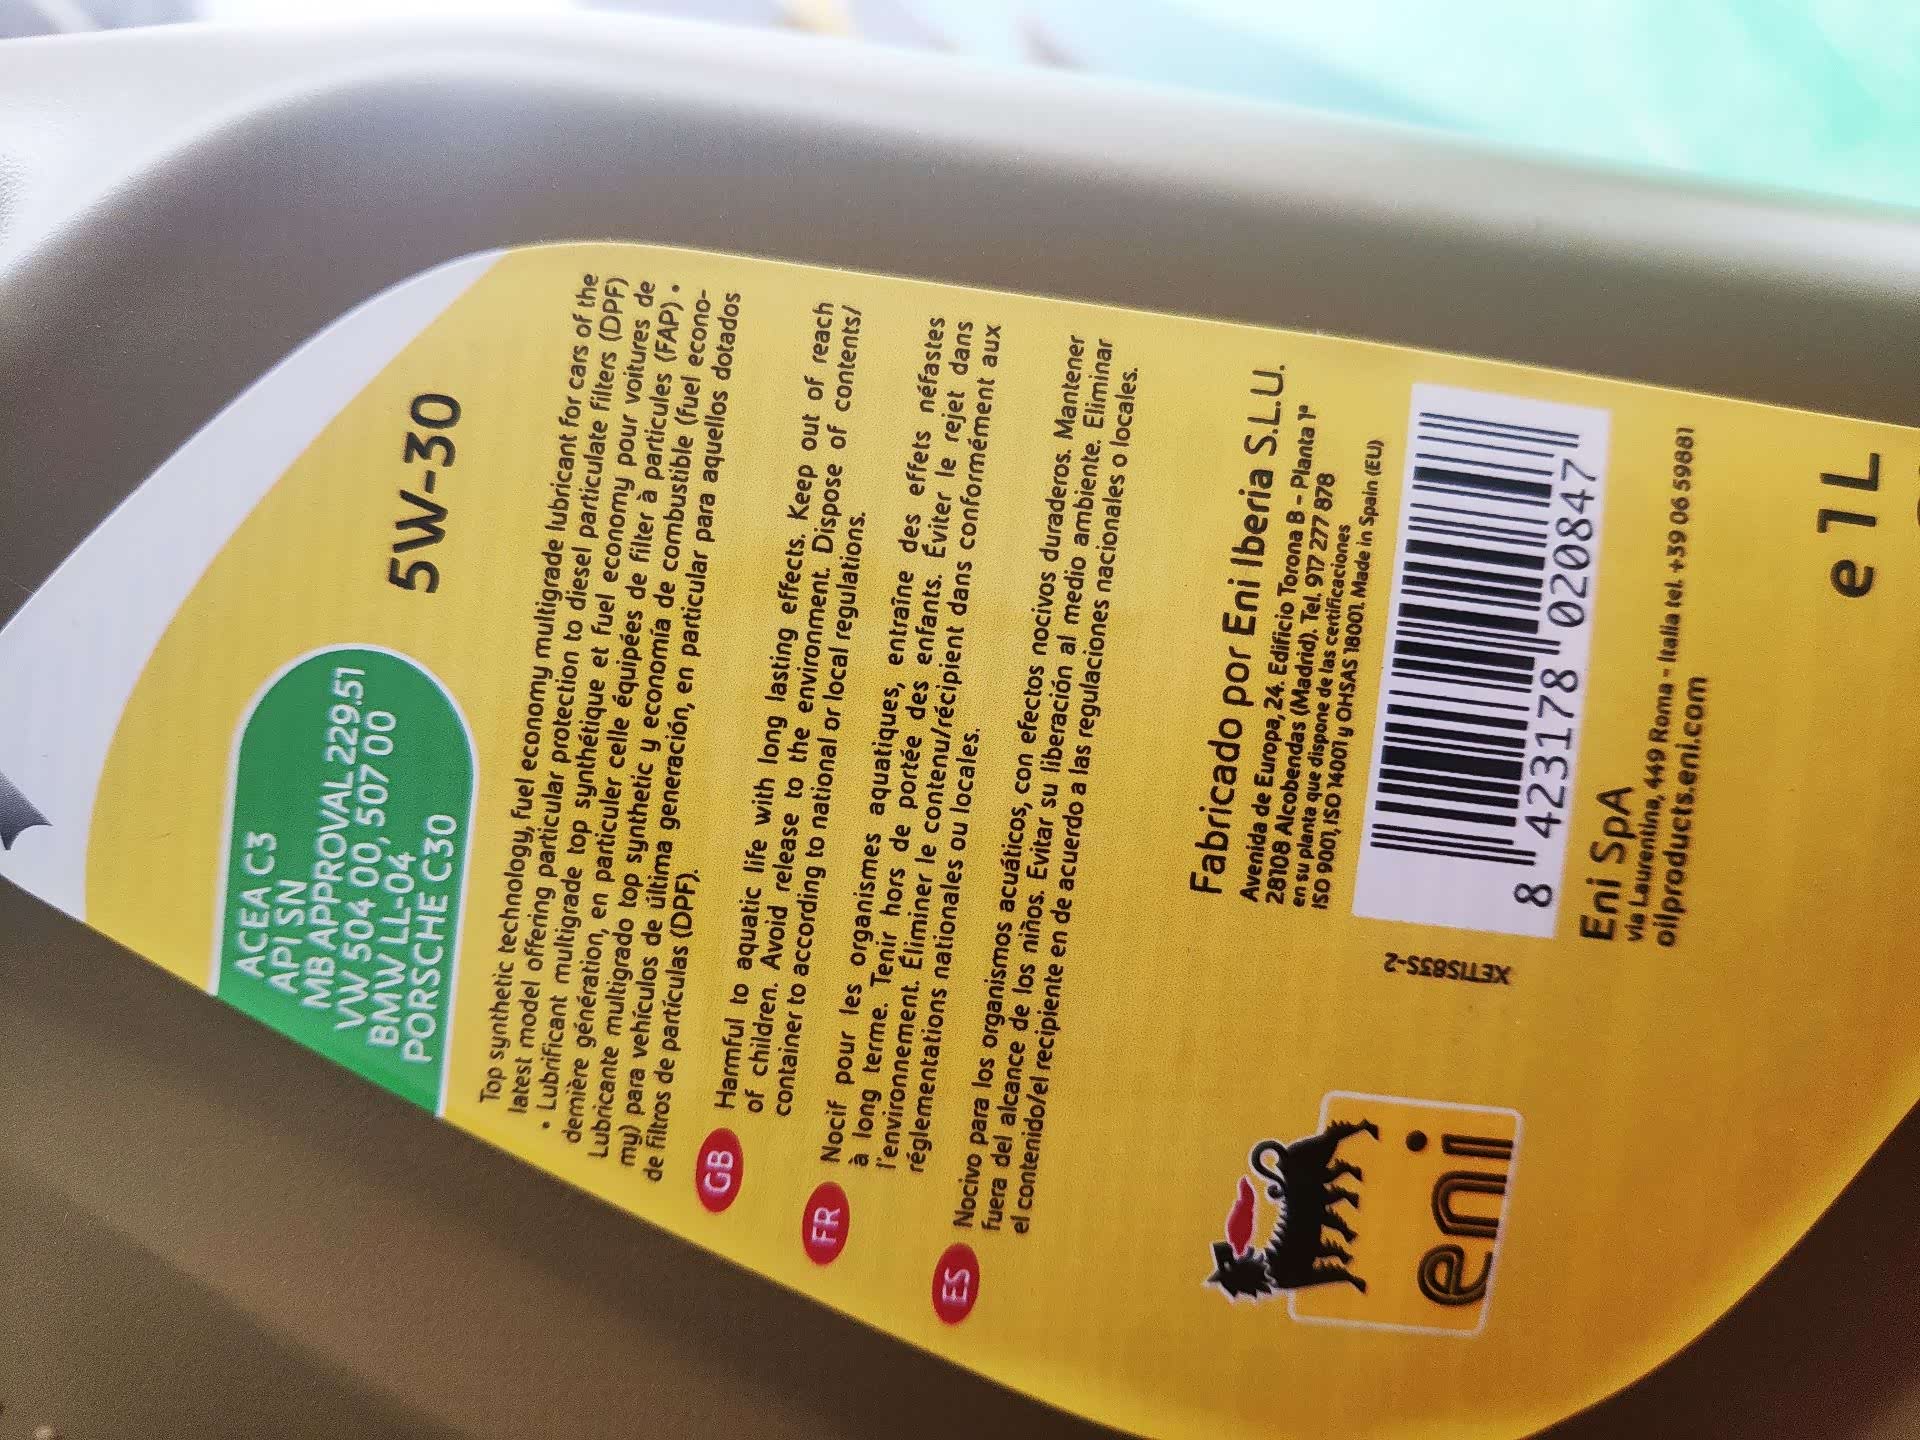 ACEA C3
API SN
MB APPROVAL 229.51
VW 504 00, 507 00
BMW LL-04
PORSCHE C30
5W-30
Top synthetic technology, fuel economy multigrade lubricant for cars of the
latest model offering particular protection to diesel particulate filters (DPF)
• Lubrificant multigrade top synthétique et fuel economy pour voitures de
dernière génération, en particuler celle équipées de filter à particules (FAP) •
Lubricante multigrado top synthetic y economía de combustible (fuel econo-
my) para vehículos de última generación, en particular para aquellos dotados
de filtros de partículas (DPF).
GB
Harmful to aquatic life with long lasting effects. Keep out of reach
of children. Avoid release to the environment. Dispose of contents/
container to according to national or local regulations.
FR
Nocif pour les organismes aquatiques, entraîne des effets néfastes
à long terme. Tenir hors de portée des enfants. Éviter le rejet dans
l'environnement. Éliminer le contenu/récipient dans conformément aux
réglementations nationales ou locales.
ES
Nocivo para los organismos acuáticos, con efectos nocivos duraderos. Mantener
fuera del alcance de los niños. Evitar su liberación al medio ambiente. Eliminar
el contenido/el recipiente en de acuerdo a las regulaciones nacionales o locales.
Fabricado por Eni Iberia S.L.U.
Avenida de Europa, 24. Edificio Torona B - Planta 1ª
28108 Alcobendas (Madrid). Tel. 917 277 878
en su planta que dispone de las certificaciones
ISO 9001, ISO 14001 y OHSAS 18001. Made in Spain (EU)
8 423178 020847
XETIS83S-2
eni
Eni SpA
via Laurentina, 449 Roma - Italia tel. +39 06 59881
oilproducts.eni.com
e 1 L